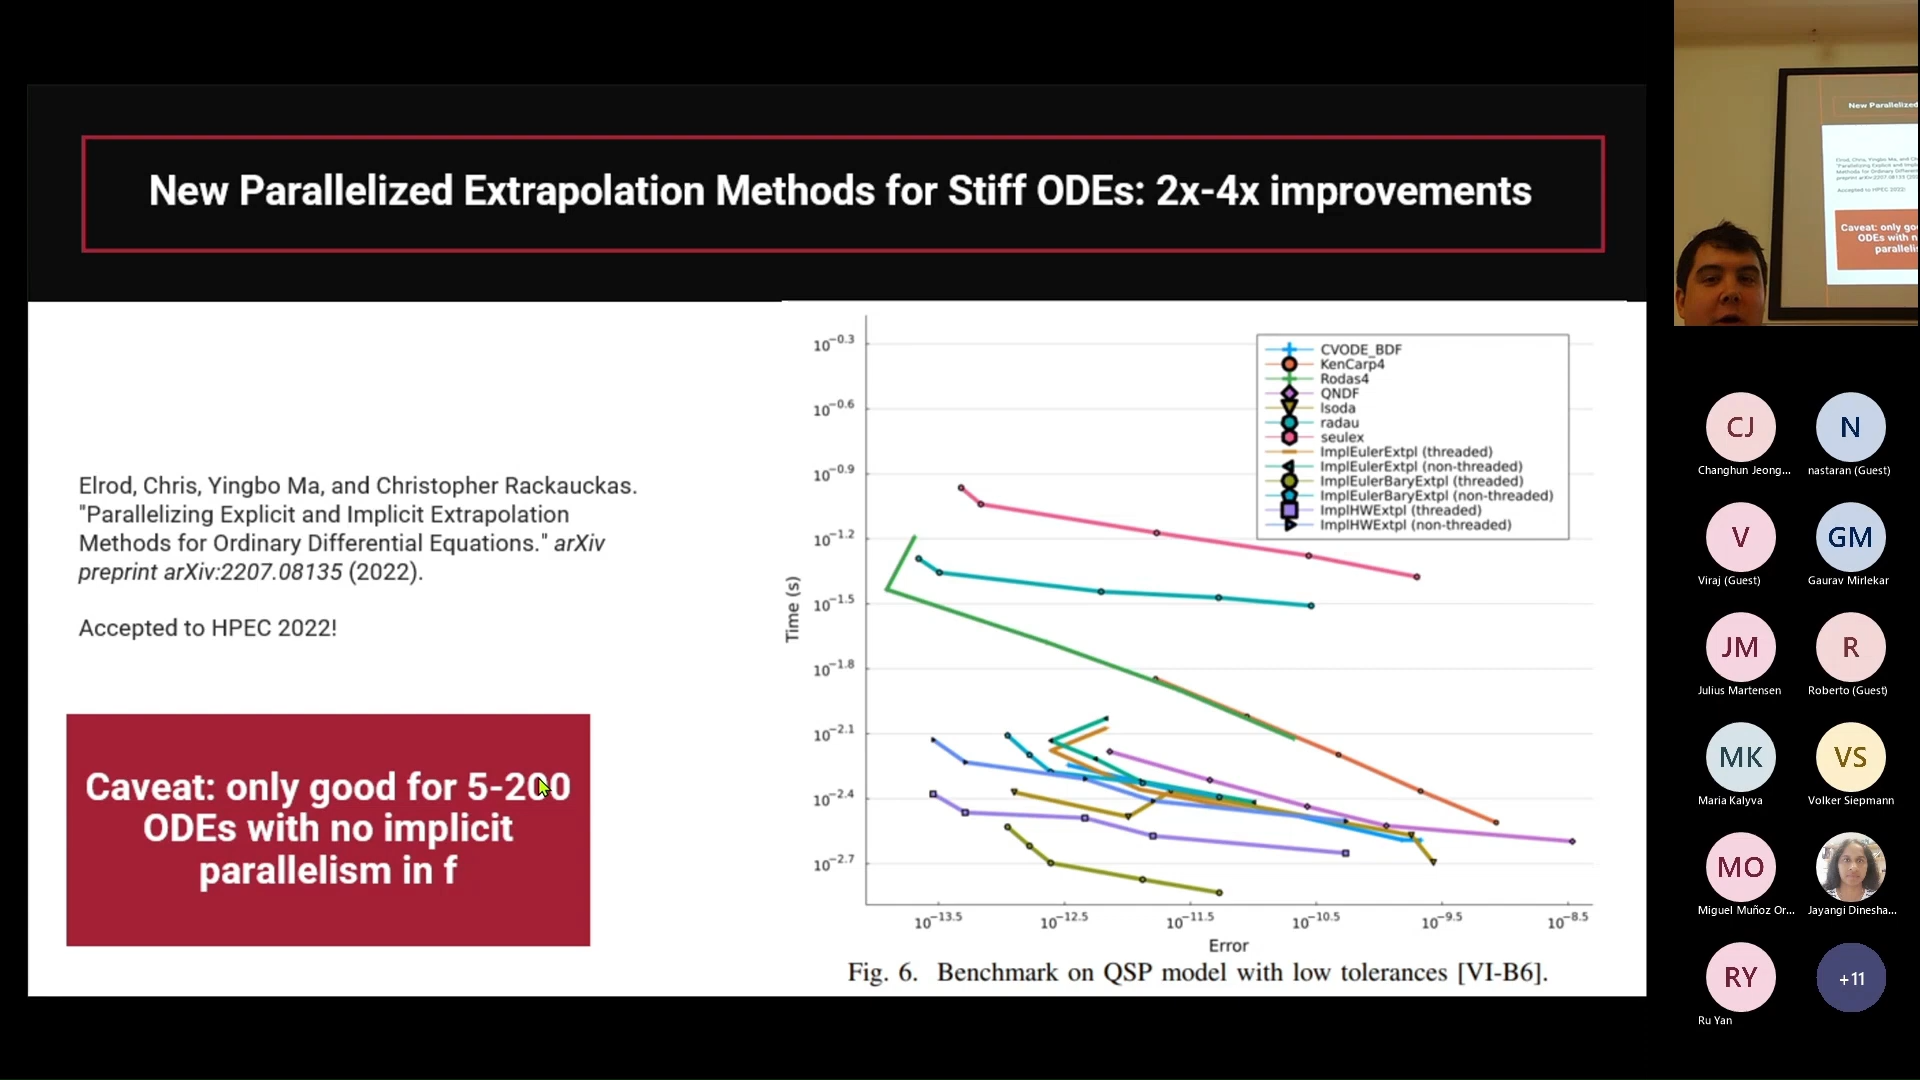 New Parallelized Extrapolation Methods for Stiff ODEs: 2x-4x improvements
Elrod, Chris, Yingbo Ma, and Christopher Rackauckas.
"Parallelizing Explicit and Implicit Extrapolation
Methods for Ordinary Differential Equations." arXiv
preprint arXiv:2207.08135 (2022).
Accepted to HPEC 2022!
Caveat: only good for 5-200
ODEs with no implicit
parallelism in f
Time (s)
10^-0.3
10^-0.6
10^-0.9
10^-1.2
10^-1.5
10^-1.8
10^-2.1
10^-2.4
10^-2.7
CVODE_BDF
KenCarp4
Rodas4
QNDF
lsoda
radau
seulex
ImplEulerExtpl (threaded)
ImplEulerExtpl (non-threaded)
ImplEulerBaryExtpl (threaded)
ImplEulerBaryExtpl (non-threaded)
ImplHWExtpl (threaded)
ImplHWExtpl (non-threaded)
10^-13.5 10^-12.5 10^-11.5 10^-10.5 10^-9.5 10^-8.5
Error
Fig. 6. Benchmark on QSP model with low tolerances [VI-B6].
New Parallelized
Caveat: only go
ODEs with n
parallelis
CJ
Changhun Jeong...
N
nastaran (Guest)
V
Viraj (Guest)
GM
Gaurav Mirlekar
JM
Julius Martensen
R
Roberto (Guest)
MK
Maria Kalyva
VS
Volker Siepmann
MO
Miguel Muñoz Or...
Jayangi Dinesha...
RY
Ru Yan
+11